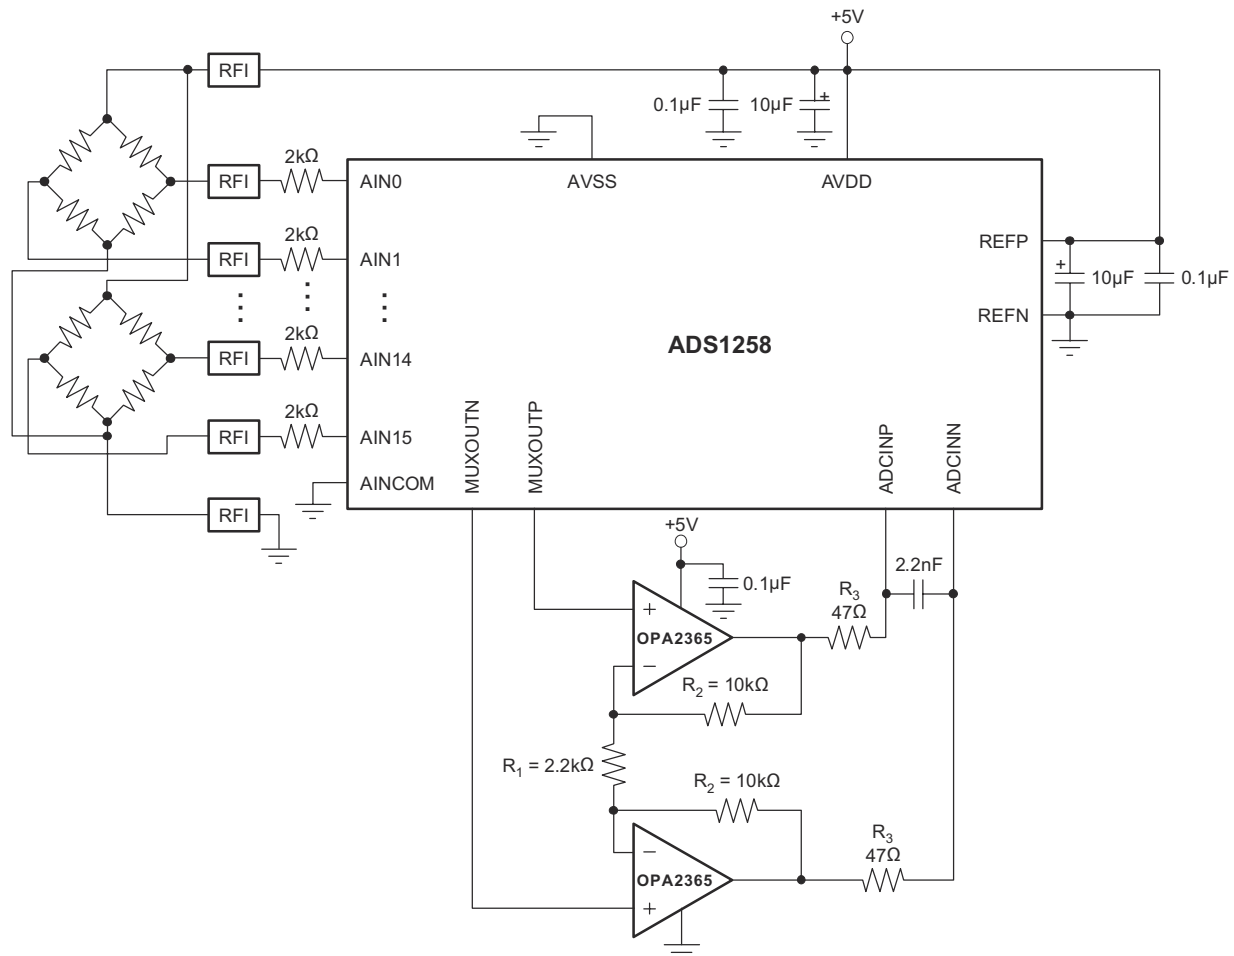 +5V
RFI
0.1µF
10µF
+
2kΩ
RFI
AIN0
AVSS
AVDD
2kΩ
RFI
AIN1
REFP
+
10µF
0.1µF
REFN
2kΩ
RFI
AIN14
ADS1258
2kΩ
RFI
AIN15
MUXOUTN
MUXOUTP
ADCINP
ADCINN
AINCOM
RFI
+5V
0.1µF
2.2nF
R3
47Ω
+
OPA2365
−
R2 = 10kΩ
R1 = 2.2kΩ
R2 = 10kΩ
R3
47Ω
−
OPA2365
+